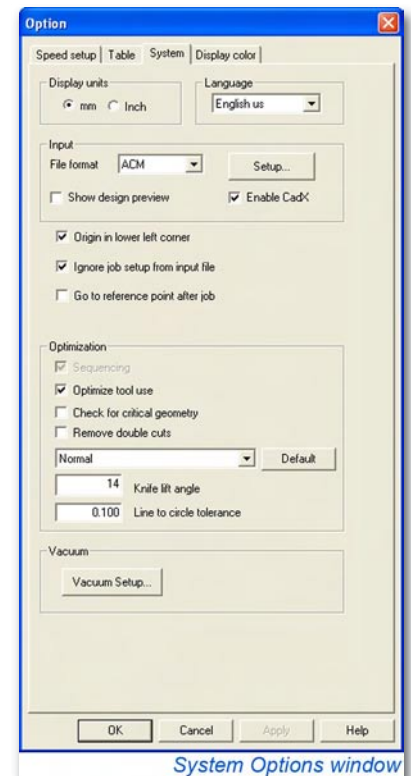 Option
Speed setup Table System Display color
Display units Language
mm Inch English us
Input
File format ACM Setup...
Show design preview Enable CadX
Origin in lower left corner
Ignore job setup from input file
Go to reference point after job
Optimization
Sequencing
Optimize tool use
Check for critical geometry
Remove double cuts
Normal Default
14 Knife lift angle
0.100 Line to circle tolerance
Vacuum
Vacuum Setup...
OK Cancel Apply Help
System Options window